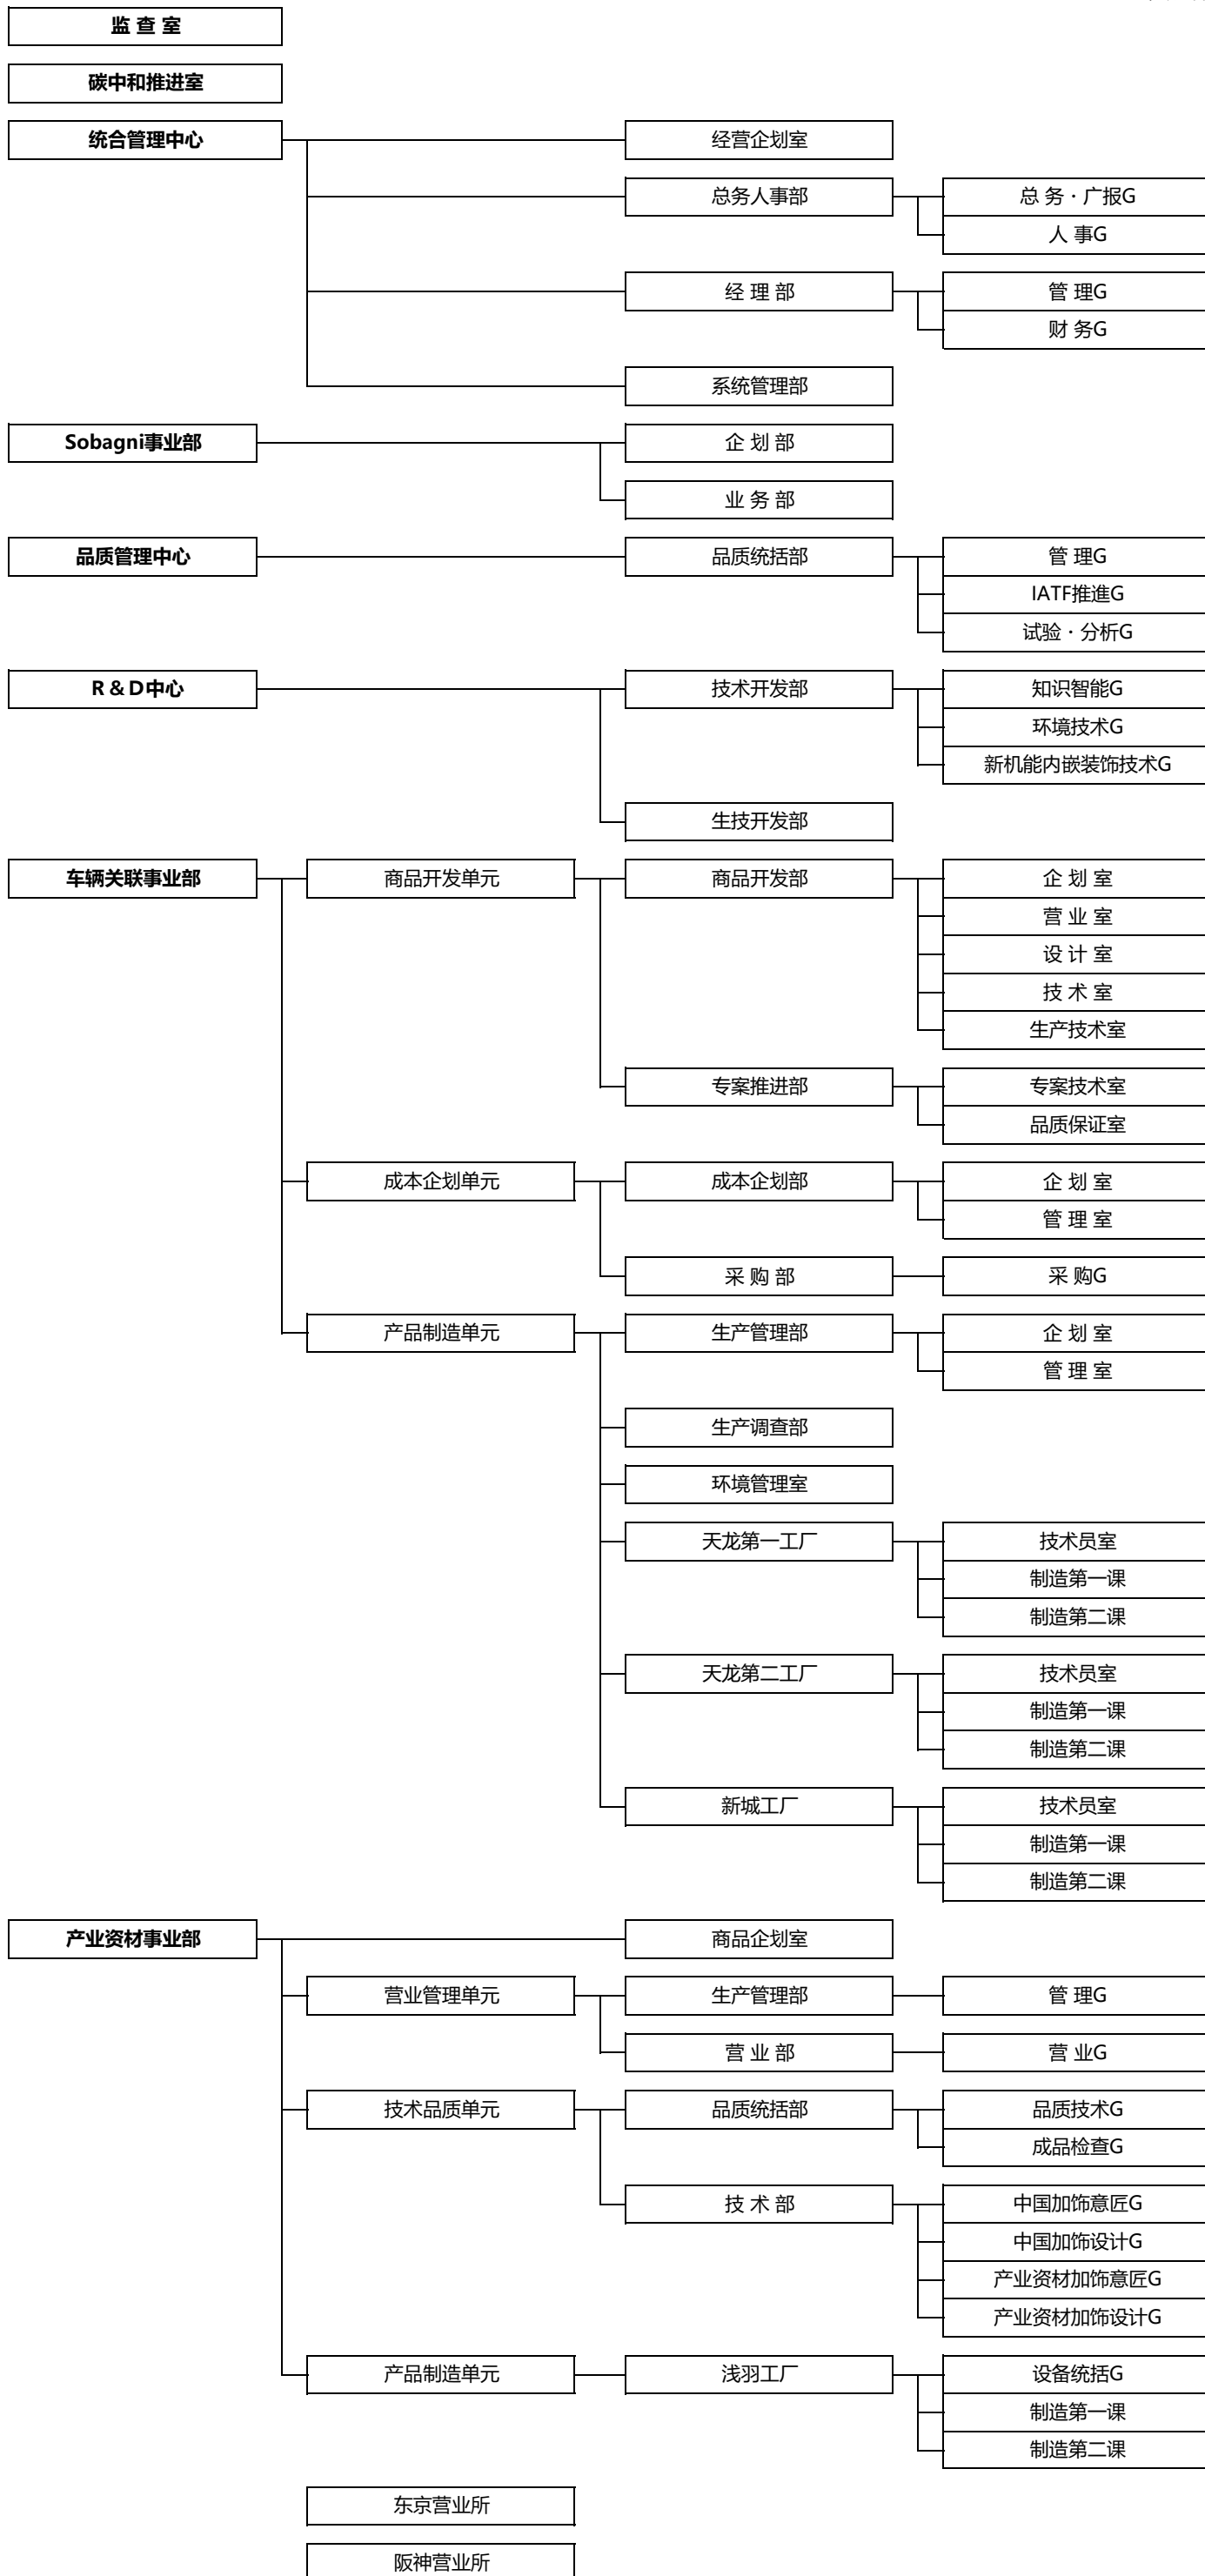 监 查 室
碳中和推进室
统合管理中心
经营企划室
总务人事部
总 务・广报G
人 事G
经 理 部
管 理G
财 务G
系统管理部
Sobagni事业部
企 划 部
业 务 部
品质管理中心
品质统括部
管 理G
IATF推進G
试验・分析G
R & D中心
技术开发部
知识智能G
环境技术G
新机能内嵌装饰技术G
生技开发部
车辆关联事业部
商品开发单元
商品开发部
企 划 室
营 业 室
设 计 室
技 术 室
生产技术室
专案推进部
专案技术室
品质保证室
成本企划单元
成本企划部
企 划 室
管 理 室
采 购 部
采 购G
产品制造单元
生产管理部
企 划 室
管 理 室
生产调查部
环境管理室
天龙第一工厂
技术员室
制造第一课
制造第二课
天龙第二工厂
技术员室
制造第一课
制造第二课
新城工厂
技术员室
制造第一课
制造第二课
产业资材事业部
商品企划室
营业管理单元
生产管理部
管 理G
营 业 部
营 业G
技术品质单元
品质统括部
品质技术G
成品检查G
技 术 部
中国加饰意匠G
中国加饰设计G
产业资材加饰意匠G
产业资材加饰设计G
产品制造单元
浅羽工厂
设备统括G
制造第一课
制造第二课
东京营业所
阪神营业所